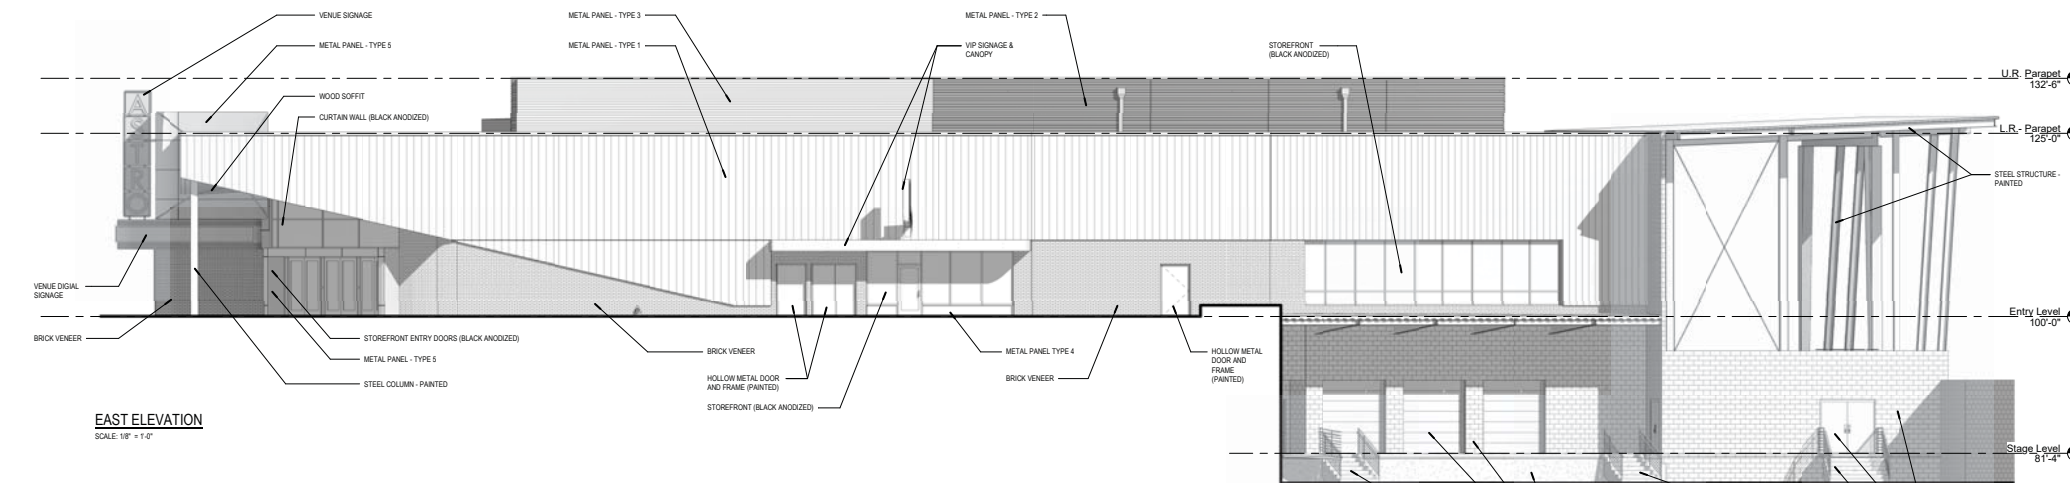 VENUE SIGNAGE
METAL PANEL - TYPE 3
METAL PANEL - TYPE 2
METAL PANEL - TYPE 5
METAL PANEL - TYPE 1
VIP SIGNAGE &
CANOPY
STOREFRONT
(BLACK ANODIZED)
U.R. Parapet
132'-6"
WOOD SOFFIT
CURTAIN WALL (BLACK ANODIZED)
ASTRO
L.R.- Parapet
125'-0"
STEEL STRUCTURE -
PAINTED
VENUE DIGIAL
SIGNAGE
Entry Level
100'-0"
BRICK VENEER
STOREFRONT ENTRY DOORS (BLACK ANODIZED)
METAL PANEL - TYPE 5
STEEL COLUMN - PAINTED
BRICK VENEER
HOLLOW METAL DOOR
AND FRAME (PAINTED)
STOREFRONT (BLACK ANODIZED)
METAL PANEL TYPE 4
BRICK VENEER
HOLLOW METAL
DOOR AND
FRAME
(PAINTED)
EAST ELEVATION
SCALE: 1/8" = 1'-0"
Stage Level
81'-4"